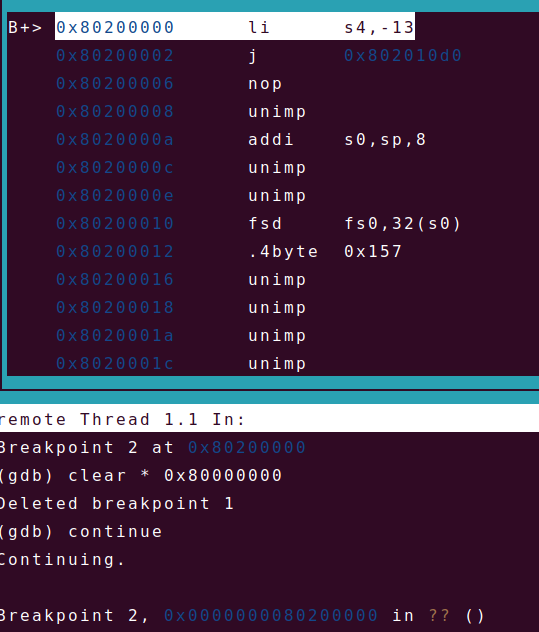 B+> 0x80200000 li s4,-13
0x80200002 j 0x802010d0
0x80200006 nop
0x80200008 unimp
0x8020000a addi s0,sp,8
0x8020000c unimp
0x8020000e unimp
0x80200010 fsd fs0,32(s0)
0x80200012 .4byte 0x157
0x80200016 unimp
0x80200018 unimp
0x8020001a unimp
0x8020001c unimp
remote Thread 1.1 In:
Breakpoint 2 at 0x80200000
(gdb) clear * 0x80000000
Deleted breakpoint 1
(gdb) continue
Continuing.
Breakpoint 2, 0x0000000080200000 in ?? ()